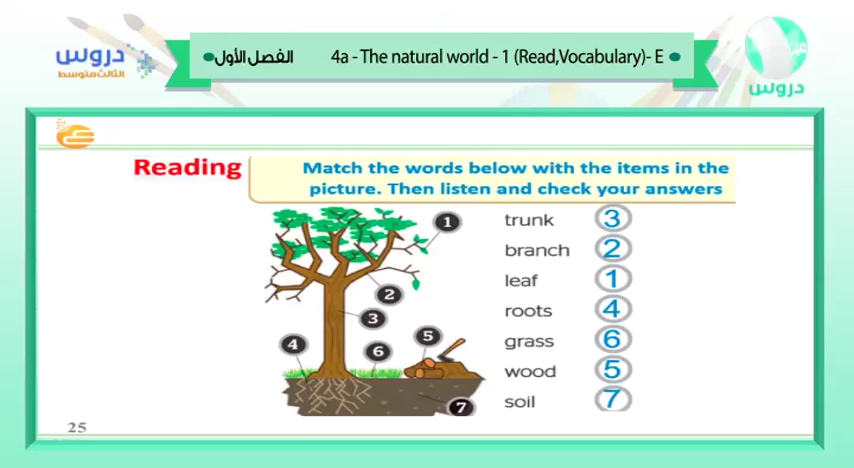 دروس
الثالث متوسط
الفصل الأول
4a - The natural world - 1 (Read,Vocabulary)- E
عين
دروس
Reading
Match the words below with the items in the
picture. Then listen and check your answers
1
2
3
4
5
6
7
trunk 3
branch 2
leaf 1
roots 4
grass 6
wood 5
soil 7
25